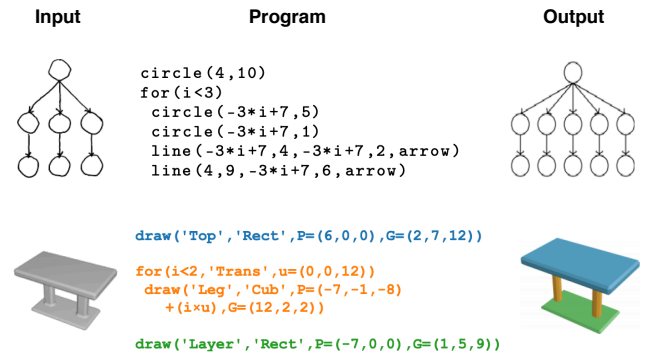 Input Program Output
circle(4,10)
for(i<3)
circle(-3*i+7,5)
circle(-3*i+7,1)
line(-3*i+7,4,-3*i+7,2,arrow)
line(4,9,-3*i+7,6,arrow)
draw('Top','Rect',P=(6,0,0),G=(2,7,12))
for(i<2,'Trans',u=(0,0,12))
draw('Leg','Cub',P=(-7,-1,-8)
+(i×u),G=(12,2,2))
draw('Layer','Rect',P=(-7,0,0),G=(1,5,9))